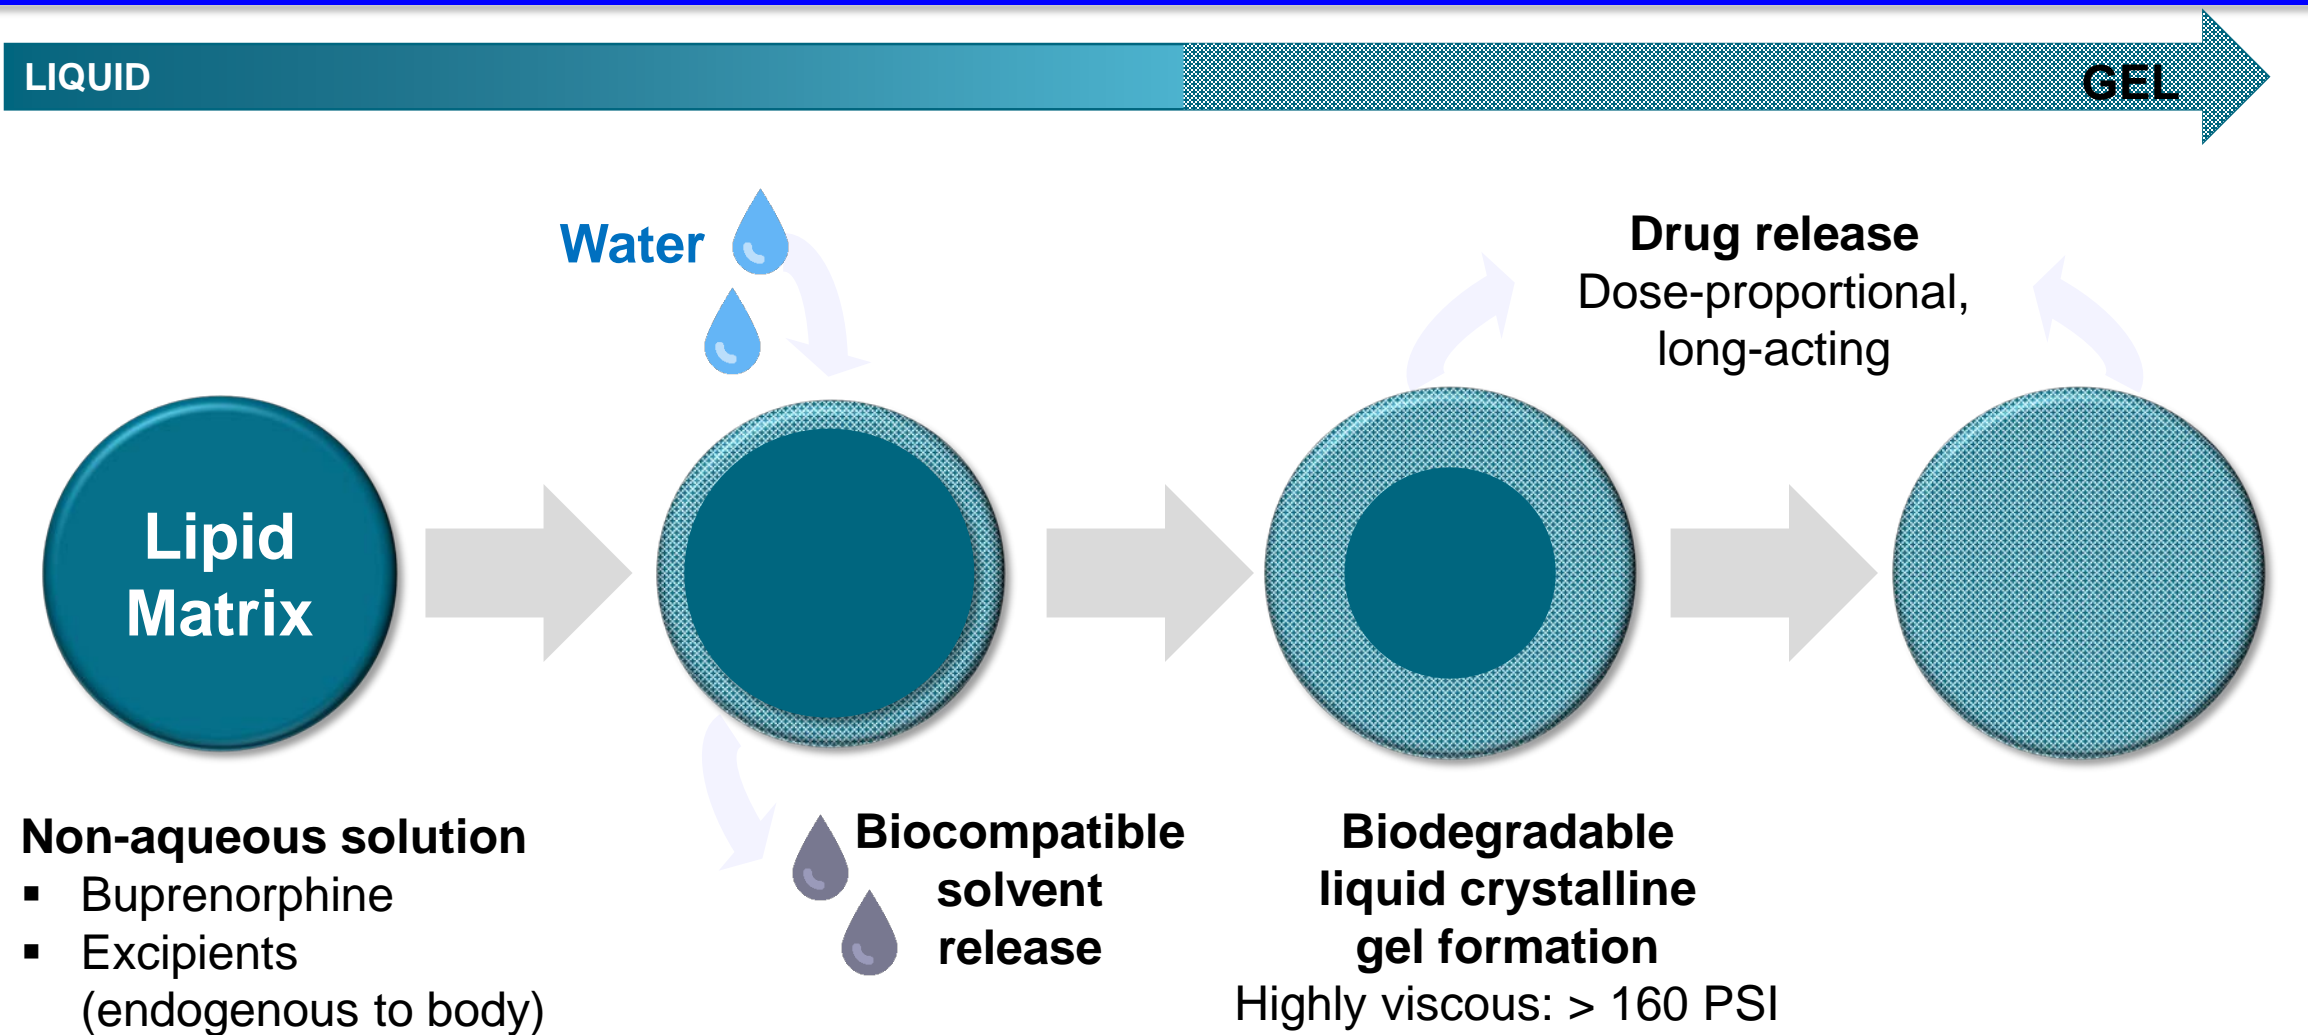 LIQUID
GEL
Water
Drug release
Dose-proportional,
long-acting
Lipid
Matrix
Non-aqueous solution
▪ Buprenorphine
▪ Excipients
(endogenous to body)
Biocompatible
solvent
release
Biodegradable
liquid crystalline
gel formation
Highly viscous: > 160 PSI